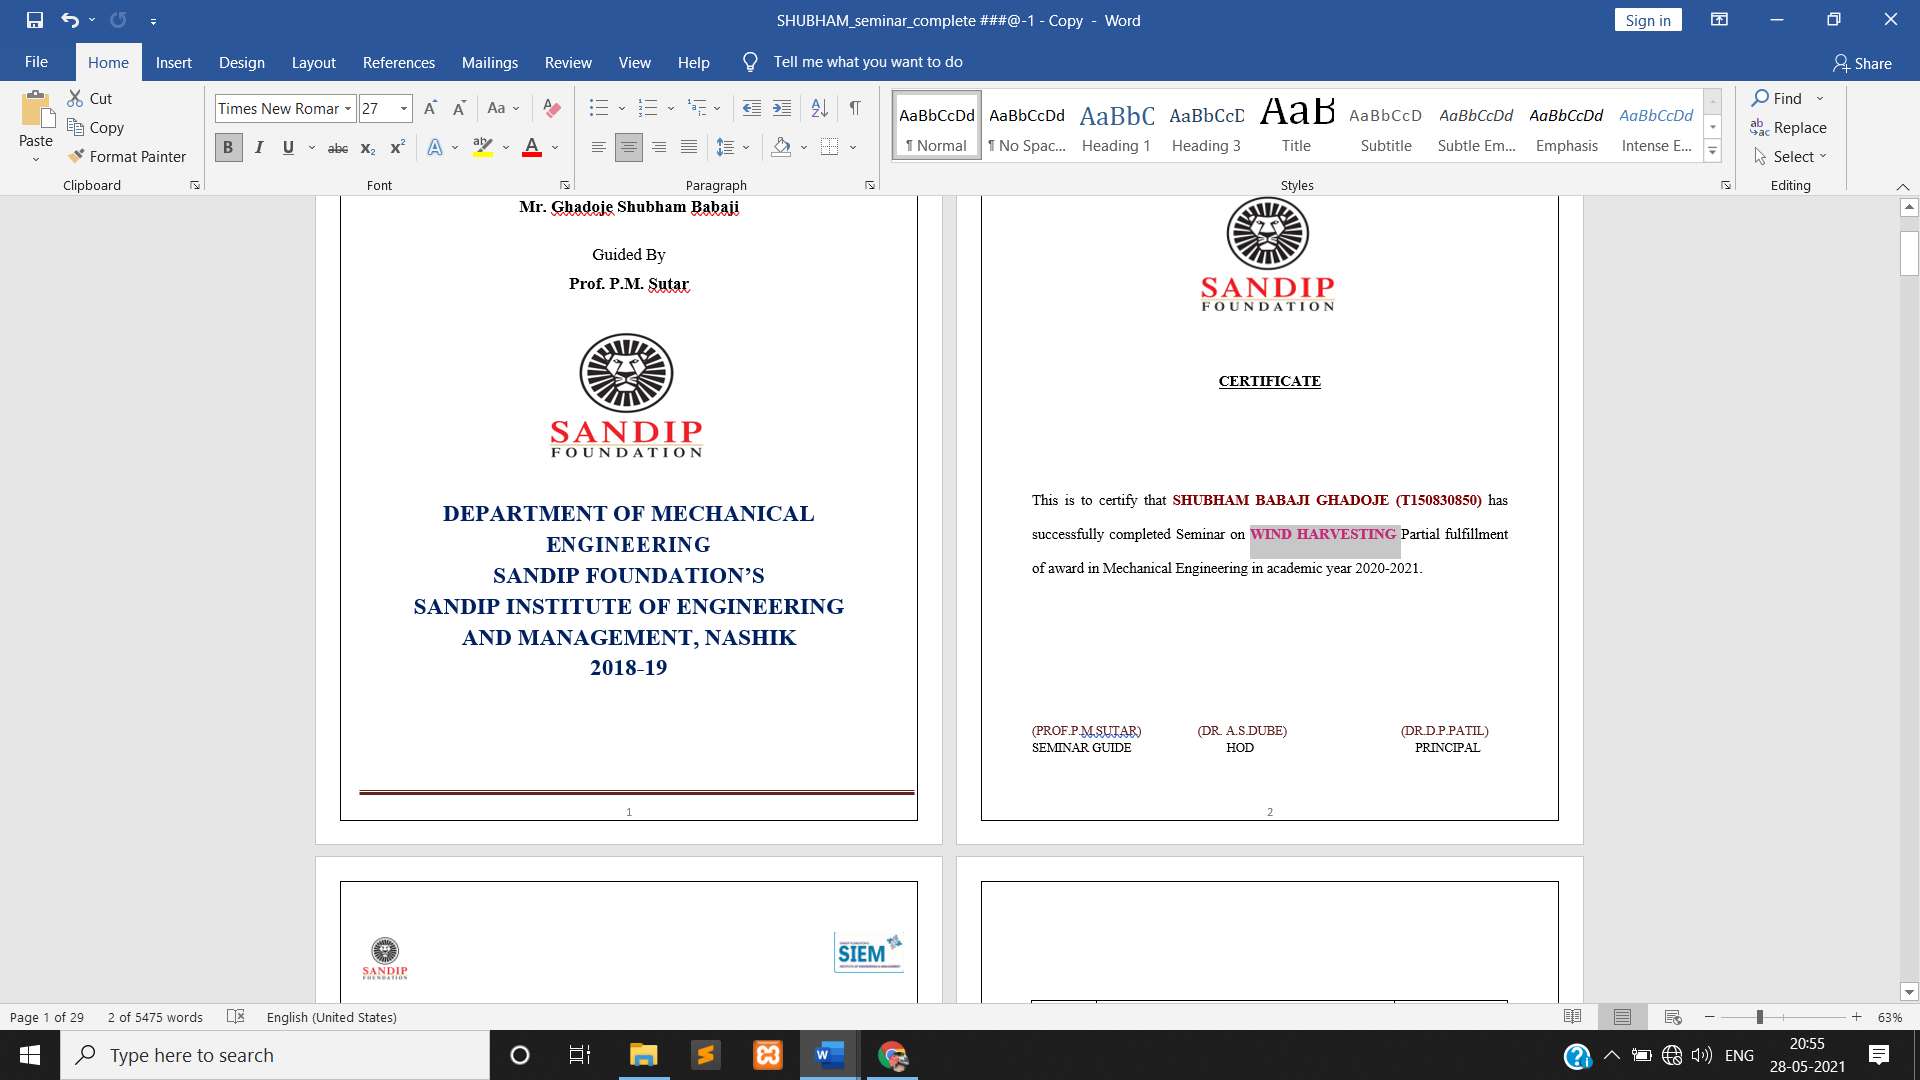 SHUBHAM_seminar_complete ###@-1 - Copy - Word
Sign in
File Home Insert Design Layout References Mailings Review View Help Tell me what you want to do
Share
Paste
Cut
Copy
Format Painter
Clipboard
Times New Romar 27
Aa
B I U abc x₂ x² A ab A
Font
Paragraph
AaBbCcDd AaBbCcDd AaBbC AaBbCcD AaB AaBbCcD AaBbCcDd AaBbCcDd AaBbCcDd
¶ Normal ¶ No Spac... Heading 1 Heading 3 Title Subtitle Subtle Em... Emphasis Intense E...
Styles
Find
Replace
Select
Editing
Mr. Ghadoje Shubham Babaji
Guided By
Prof. P.M. Sutar
SANDIP
FOUNDATION
DEPARTMENT OF MECHANICAL
ENGINEERING
SANDIP FOUNDATION’S
SANDIP INSTITUTE OF ENGINEERING
AND MANAGEMENT, NASHIK
2018-19
1
SANDIP
FOUNDATION
CERTIFICATE
This is to certify that SHUBHAM BABAJI GHADOJE (T150830850) has
successfully completed Seminar on WIND HARVESTING Partial fulfillment
of award in Mechanical Engineering in academic year 2020-2021.
(PROF.P.M.SUTAR) (DR. A.S.DUBE) (DR.D.P.PATIL)
SEMINAR GUIDE HOD PRINCIPAL
2
SANDIP
FOUNDATION
SIEM
Page 1 of 29 2 of 5475 words English (United States)
63%
Type here to search
ENG
20:55
28-05-2021